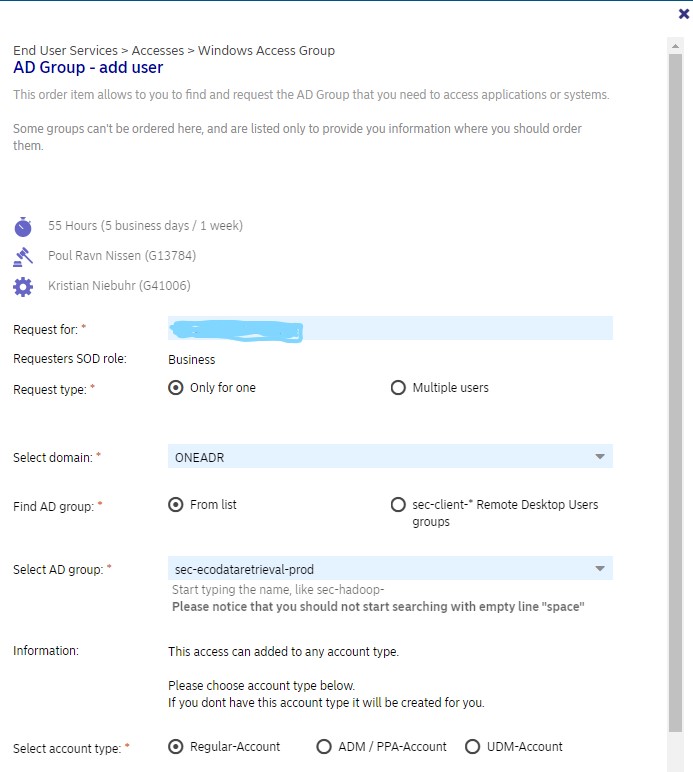 End User Services > Accesses > Windows Access Group
AD Group - add user
This order item allows to you to find and request the AD Group that you need to access applications or systems.
Some groups can't be ordered here, and are listed only to provide you information where you should order
them.
55 Hours (5 business days / 1 week)
Poul Ravn Nissen (G13784)
Kristian Niebuhr (G41006)
Request for: *
Requesters SOD role: Business
Request type: * Only for one Multiple users
Select domain: * ONEADR
Find AD group: * From list sec-client-* Remote Desktop Users
groups
Select AD group: * sec-ecodataretrieval-prod
Start typing the name, like sec-hadoop-
Please notice that you should not start searching with empty line "space"
Information: This access can added to any account type.
Please choose account type below.
If you dont have this account type it will be created for you.
Select account type: * Regular-Account ADM / PPA-Account UDM-Account